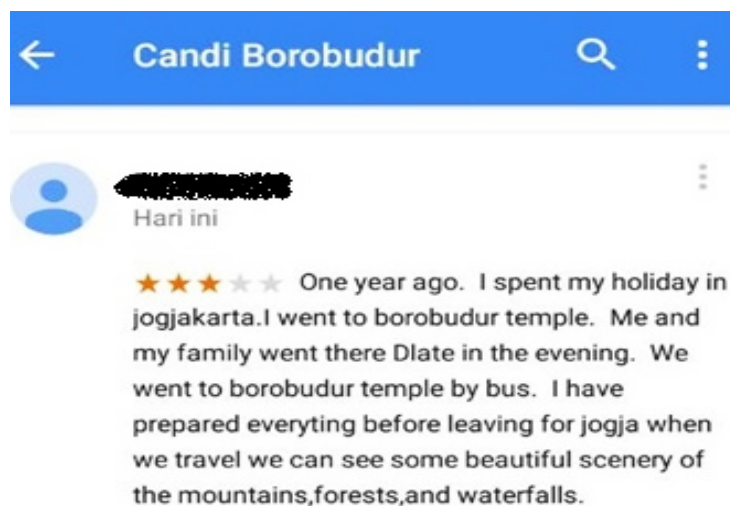 Candi Borobudur
Hari ini
One year ago. I spent my holiday in
jogjakarta.I went to borobudur temple. Me and
my family went there Dlate in the evening. We
went to borobudur temple by bus. I have
prepared everyting before leaving for jogja when
we travel we can see some beautiful scenery of
the mountains,forests,and waterfalls.